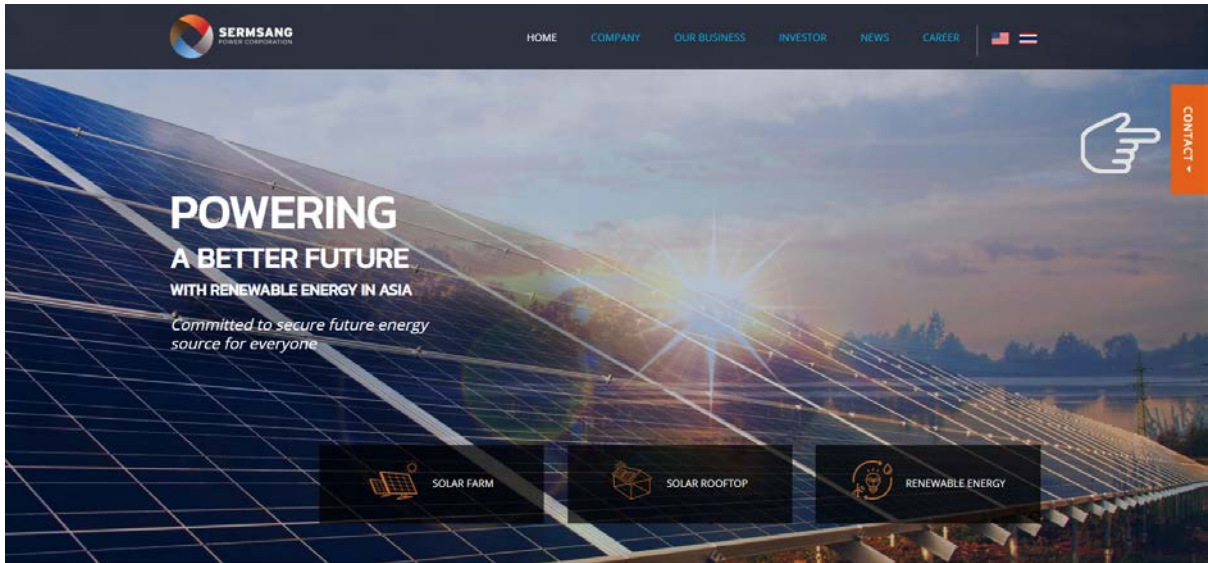 SERMSANG
POWER CORPORATION
HOME COMPANY OUR BUSINESS INVESTOR NEWS CAREER
CONTACT
POWERING
A BETTER FUTURE
WITH RENEWABLE ENERGY IN ASIA
Committed to secure future energy
source for everyone
SOLAR FARM SOLAR ROOFTOP RENEWABLE ENERGY